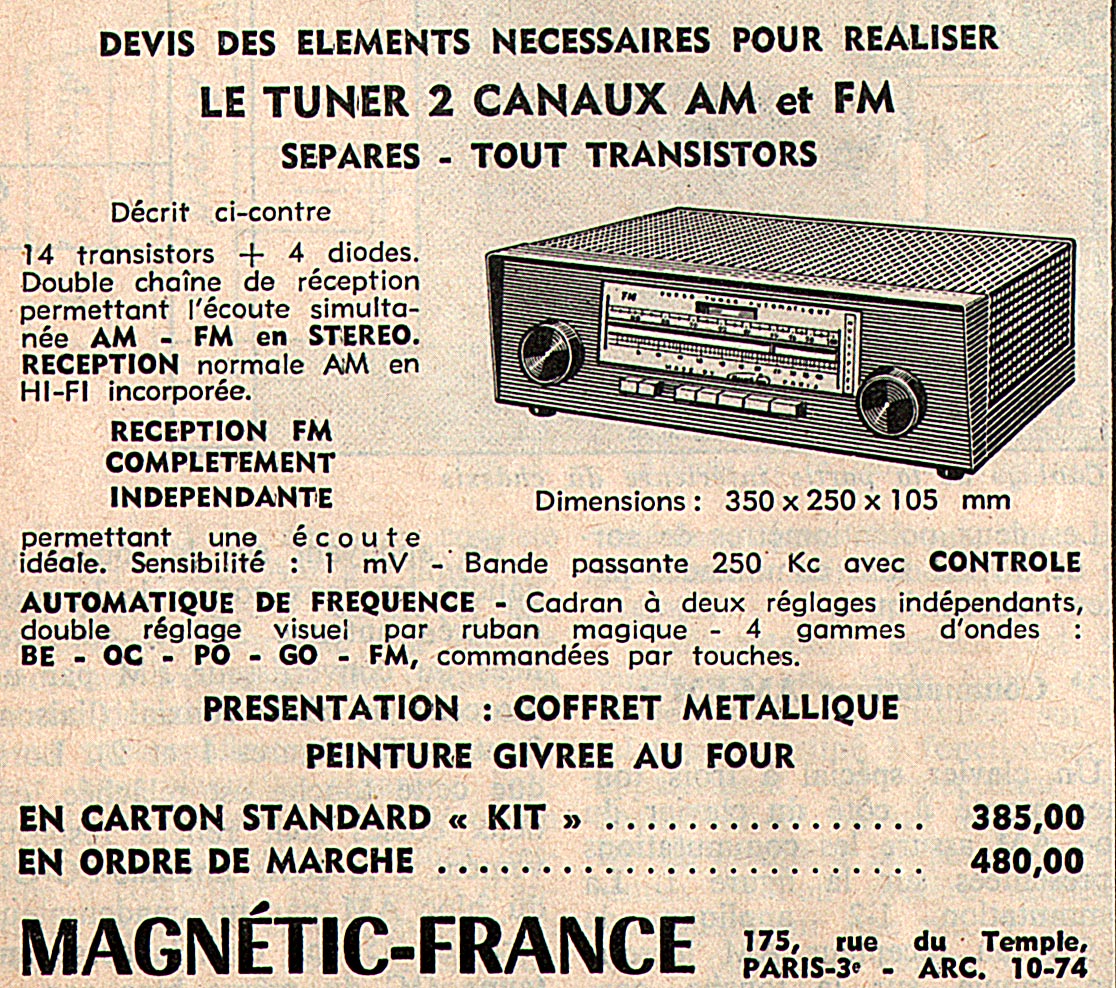 DEVIS DES ELEMENTS NECESSAIRES POUR REALISER
LE TUNER 2 CANAUX AM et FM
SEPARES - TOUT TRANSISTORS
Décrit ci-contre
14 transistors + 4 diodes.
Double chaîne de réception
permettant l'écoute simulta-
née AM - FM en STEREO.
RECEPTION normale AM en
HI-FI incorporée.
RECEPTION FM
COMPLETEMENT
INDEPENDANTE
FM
Dimensions : 350 x 250 x 105 mm
permettant une écoute
idéale. Sensibilité : 1 mV - Bande passante 250 Kc avec CONTROLE
AUTOMATIQUE DE FREQUENCE - Cadran à deux réglages indépendants,
double réglage visuel par ruban magique - 4 gammes d'ondes :
BE - OC - PO - GO - FM, commandées par touches.
PRESENTATION : COFFRET METALLIQUE
PEINTURE GIVREE AU FOUR
EN CARTON STANDARD « KIT » ................ 385,00
EN ORDRE DE MARCHE ........................ 480,00
MAGNÉTIC-FRANCE
175, rue du Temple,
PARIS-3e - ARC. 10-74